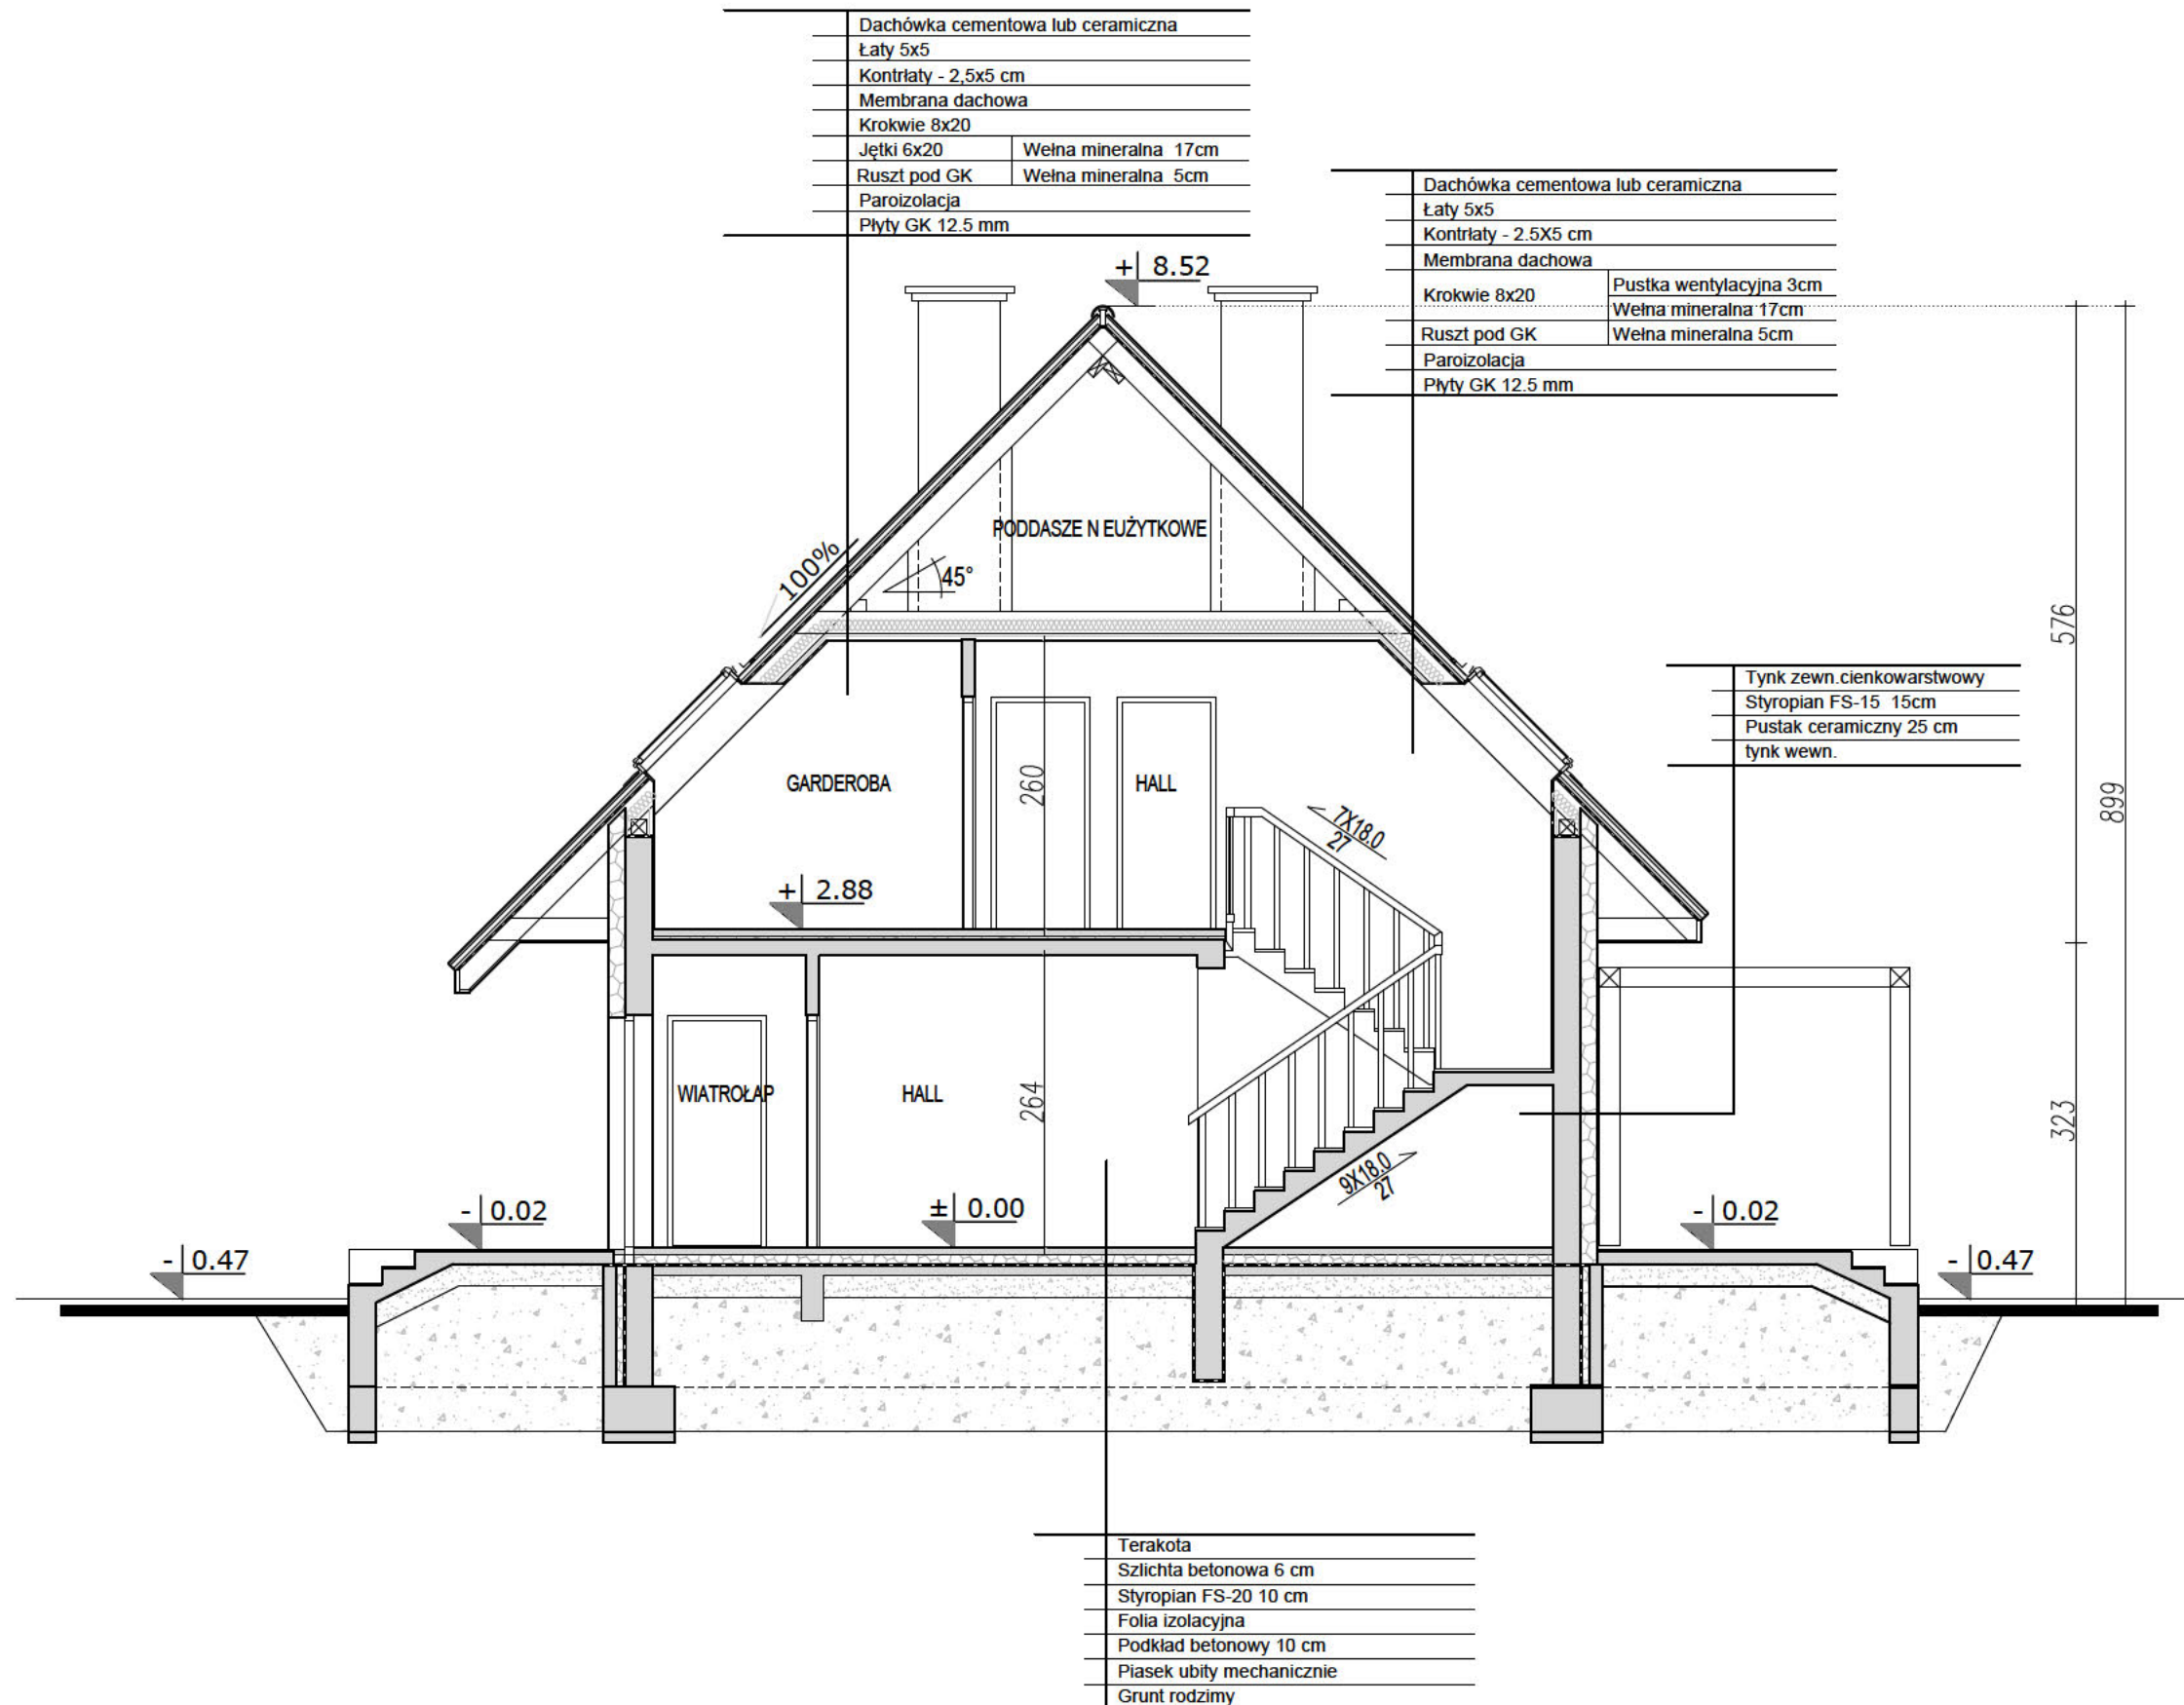 Dachówka cementowa lub ceramiczna
Łaty 5x5
Kontrłaty - 2,5x5 cm
Membrana dachowa
Krokwie 8x20
Jętki 6x20 Wełna mineralna 17cm
Ruszt pod GK Wełna mineralna 5cm
Paroizolacja
Płyty GK 12.5 mm
Dachówka cementowa lub ceramiczna
Łaty 5x5
Kontrłaty - 2.5X5 cm
Membrana dachowa
Krokwie 8x20 Pustka wentylacyjna 3cm
Wełna mineralna 17cm
Ruszt pod GK Wełna mineralna 5cm
Paroizolacja
Płyty GK 12.5 mm
+ 8.52
PODDASZE N EUŻYTKOWE
100%
45°
576
899
323
Tynk zewn.cienkowarstwowy
Styropian FS-15 15cm
Pustak ceramiczny 25 cm
tynk wewn.
GARDEROBA
260
HALL
7X18.0
27
+ 2.88
WIATROŁAP
HALL
264
9X18.0
27
- 0.02
± 0.00
- 0.02
- 0.47
- 0.47
Terakota
Szlichta betonowa 6 cm
Styropian FS-20 10 cm
Folia izolacyjna
Podkład betonowy 10 cm
Piasek ubity mechanicznie
Grunt rodzimy